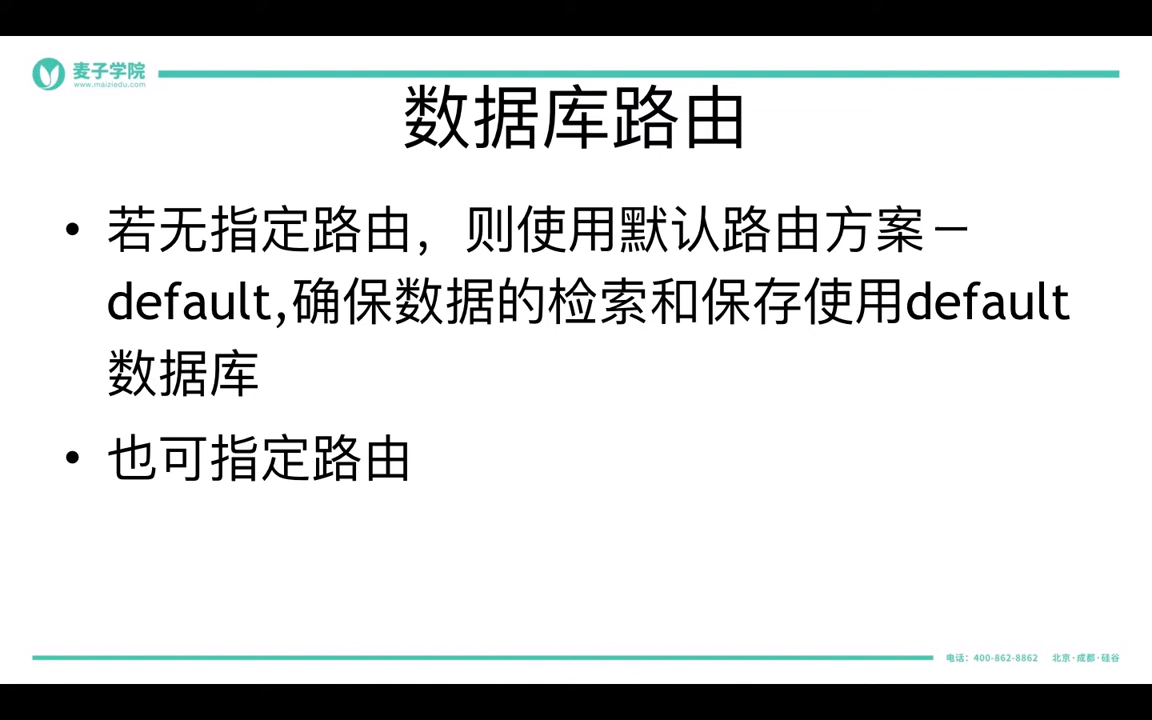 麦子学院
www.maiziedu.com
数据库路由
• 若无指定路由，则使用默认路由方案－
default,确保数据的检索和保存使用default
数据库
• 也可指定路由
电话：400-862-8862 北京·成都·硅谷